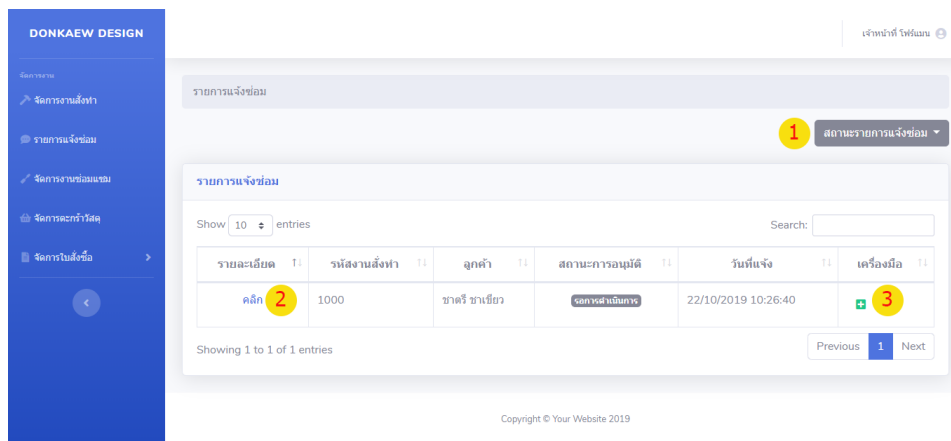 DONKAEW DESIGN
เจ้าหน้าที่ โฟร์แมน
จัดการงาน
จัดการงานสั่งทำ
รายการแจ้งซ่อม
จัดการงานซ่อมแซม
จัดการตะกร้าวัสดุ
จัดการใบสั่งซื้อ
รายการแจ้งซ่อม
1 สถานะรายการแจ้งซ่อม
รายการแจ้งซ่อม
Show 10 entries Search:
รายละเอียด รหัสงานสั่งทำ ลูกค้า สถานะการอนุมัติ วันที่แจ้ง เครื่องมือ
คลิก 2 1000 ชาตรี ชาเขียว รอการดำเนินการ 22/10/2019 10:26:40 3
Showing 1 to 1 of 1 entries Previous 1 Next
Copyright © Your Website 2019